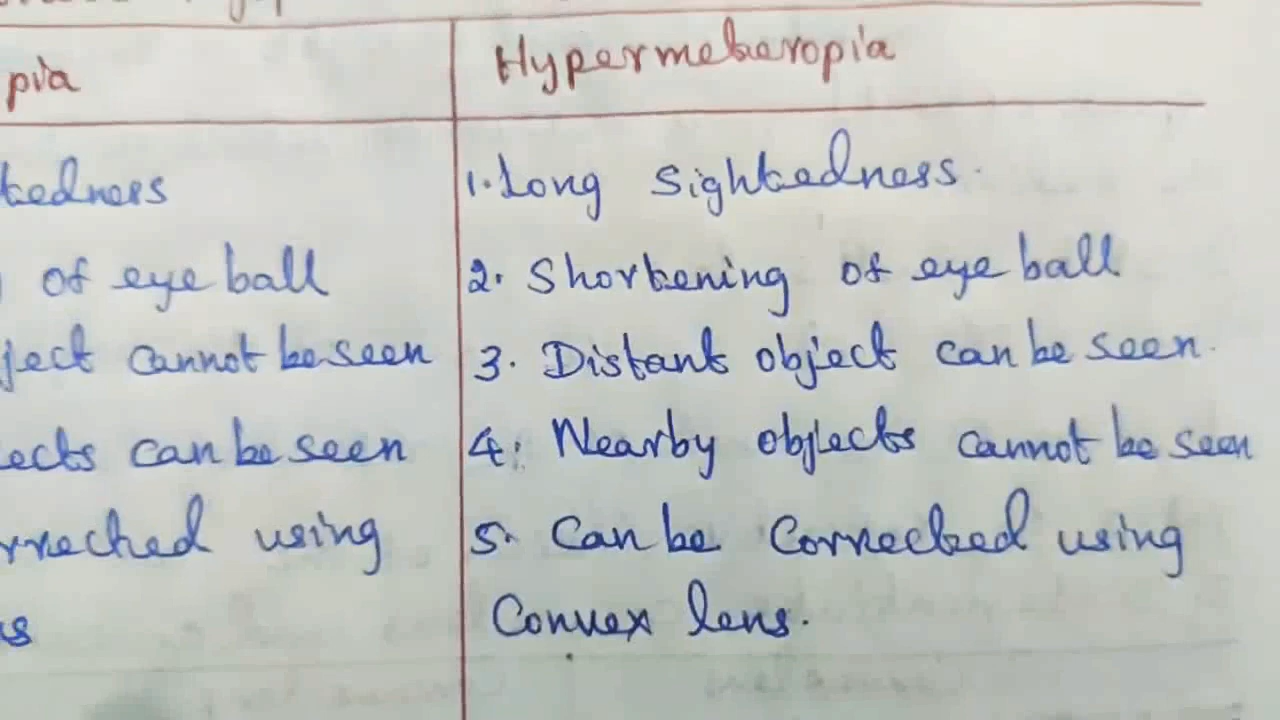 pia Hypermeteropia
tedness 1. Long Sightedness.
of eye ball 2. Shortening of eye ball
ject cannot be seen 3. Distant object can be seen.
ects can be seen 4. Nearby objects cannot be seen
rrected using 5. Can be Corrected using
s Convex lens.